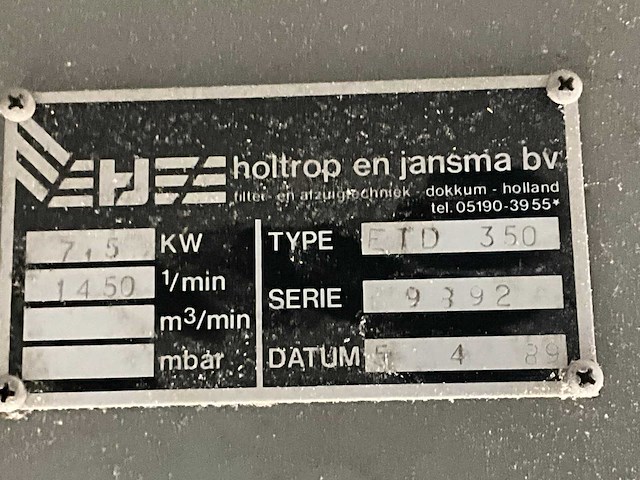 holtrop en jansma bv
filter- en afzuigtechniek - dokkum - holland
tel. 05190-3955*
7,5 KW
1450 1/min
m³/min
mbar
TYPE ETD 350
SERIE 9392
DATUM 5 4 89